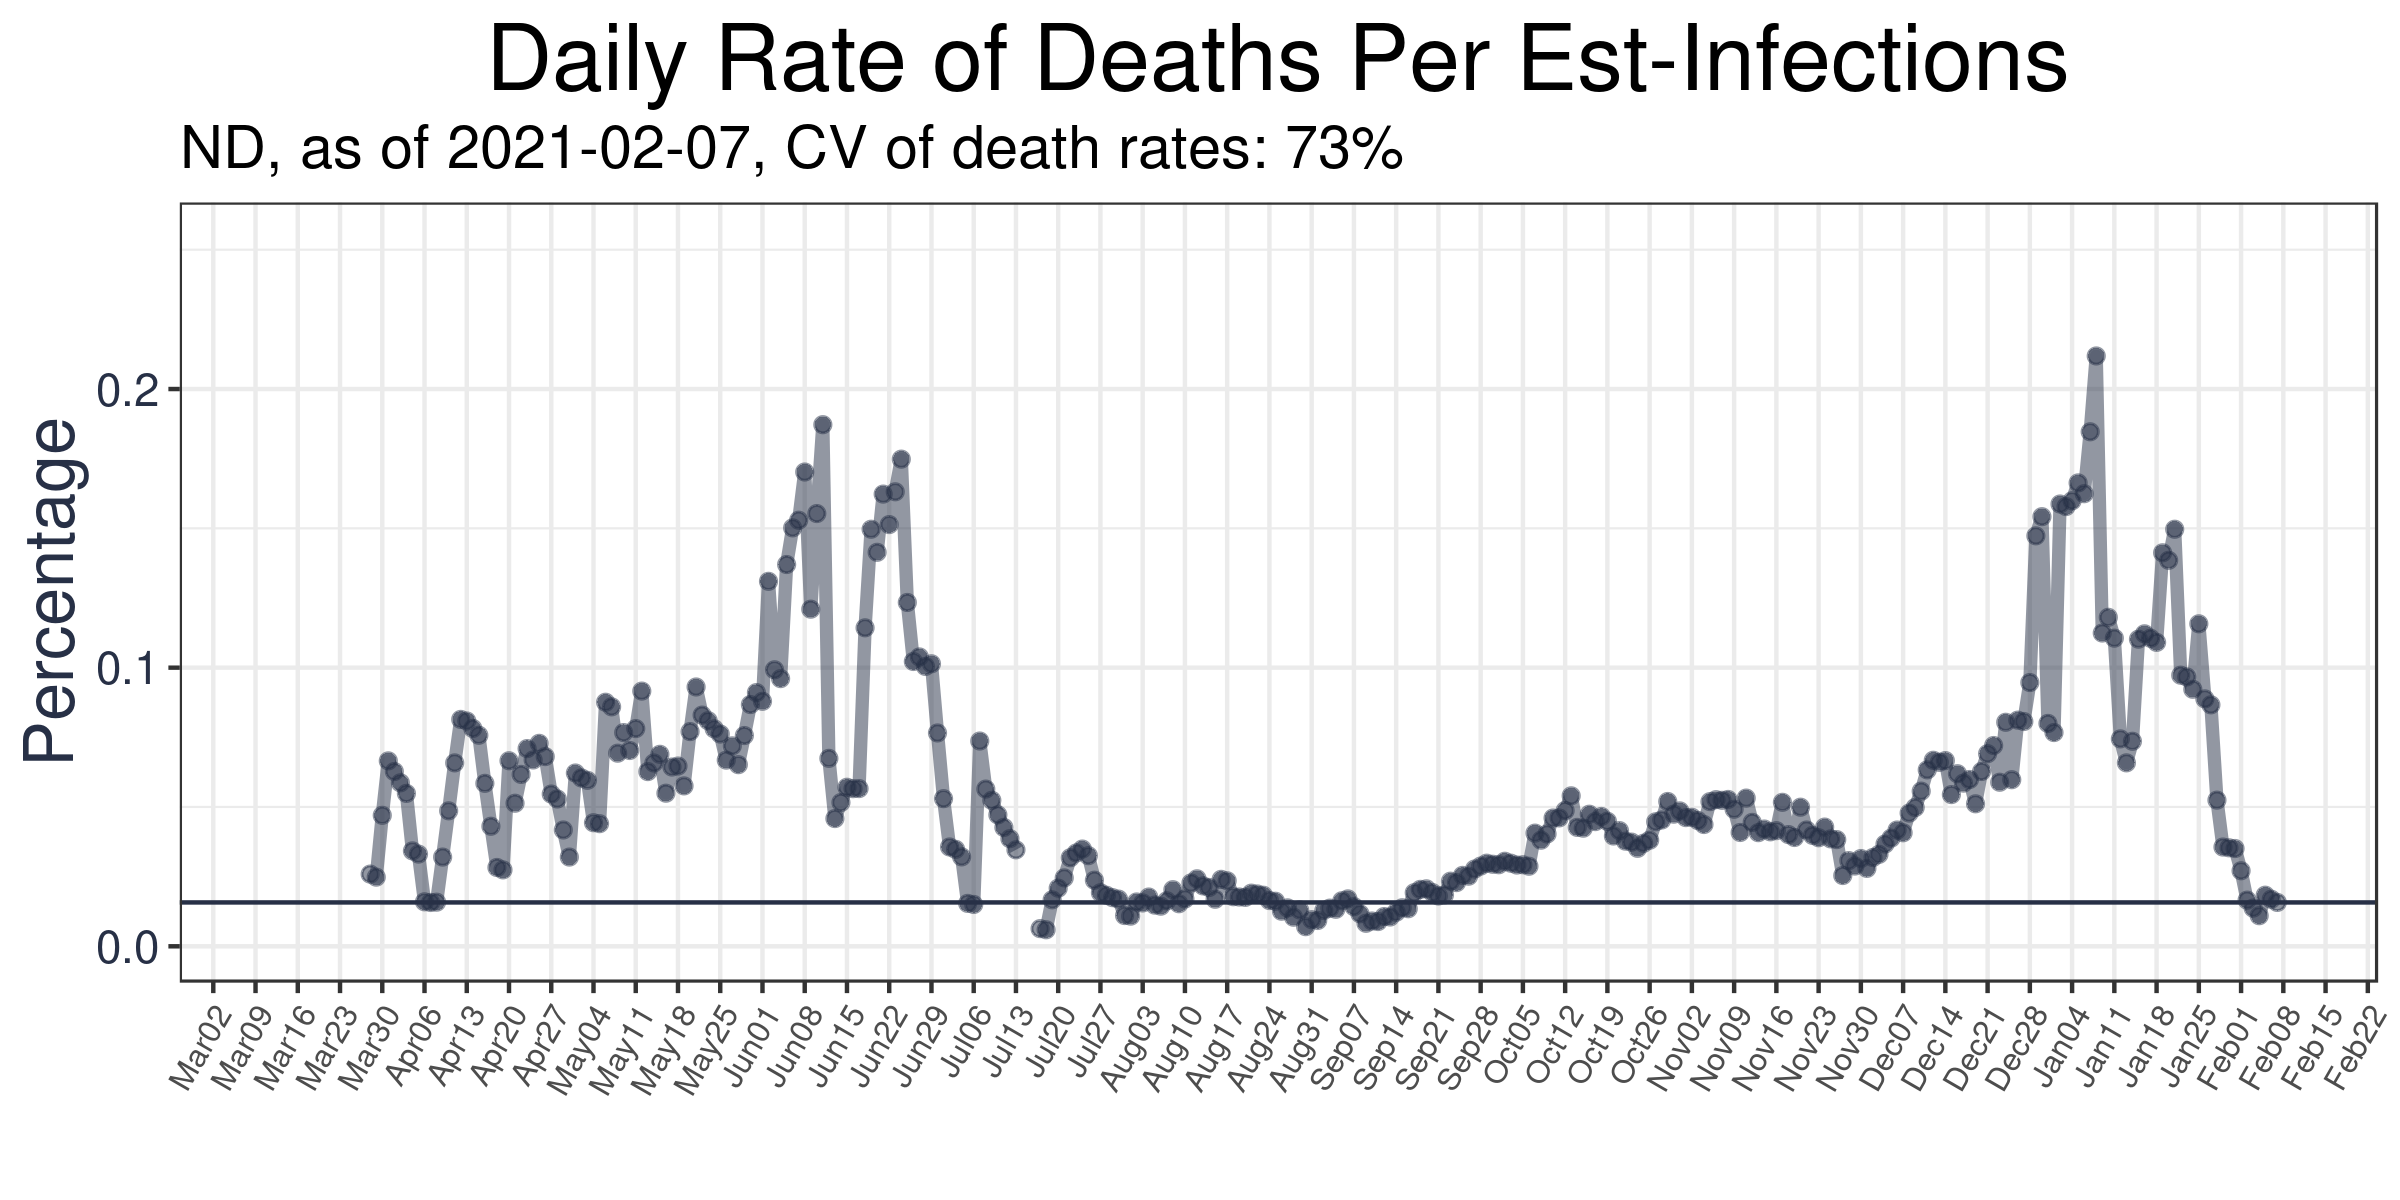 Daily Rate of Deaths Per Est-Infections
ND, as of 2021-02-07, CV of death rates: 73%
Percentage
0.2
0.1
0.0
Mar02
Mar09
Mar16
Mar23
Mar30
Apr06
Apr13
Apr20
Apr27
May04
May11
May18
May25
Jun01
Jun08
Jun15
Jun22
Jun29
Jul06
Jul13
Jul20
Jul27
Aug03
Aug10
Aug17
Aug24
Aug31
Sep07
Sep14
Sep21
Sep28
Oct05
Oct12
Oct19
Oct26
Nov02
Nov09
Nov16
Nov23
Nov30
Dec07
Dec14
Dec21
Dec28
Jan04
Jan11
Jan18
Jan25
Feb01
Feb08
Feb15
Feb22